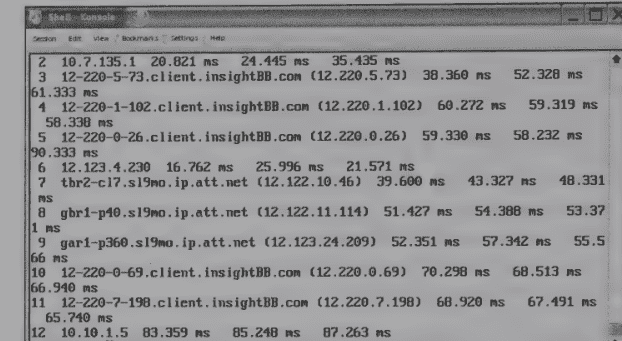 Shell - Console
Session Edit View Bookmarks Settings Help
2 10.7.135.1 20.821 ms 24.445 ms 35.435 ms
3 12-220-5-73.client.insightBB.com (12.220.5.73) 38.360 ms 52.328 ms
61.333 ms
4 12-220-1-102.client.insightBB.com (12.220.1.102) 60.272 ms 59.319 ms
58.338 ms
5 12-220-0-26.client.insightBB.com (12.220.0.26) 59.330 ms 58.232 ms
90.333 ms
6 12.123.4.230 16.762 ms 25.996 ms 21.571 ms
7 tbr2-cl7.sl9mo.ip.att.net (12.122.10.46) 39.600 ms 43.327 ms 48.331
ms
8 gbr1-p40.sl9mo.ip.att.net (12.122.11.114) 51.427 ms 54.388 ms 53.37
1 ms
9 gar1-p360.sl9mo.ip.att.net (12.123.24.209) 52.351 ms 57.342 ms 55.5
66 ms
10 12-220-0-69.client.insightBB.com (12.220.0.69) 70.298 ms 68.513 ms
66.940 ms
11 12-220-7-198.client.insightBB.com (12.220.7.198) 68.920 ms 67.491 ms
65.740 ms
12 10.10.1.5 83.359 ms 85.248 ms 87.263 ms